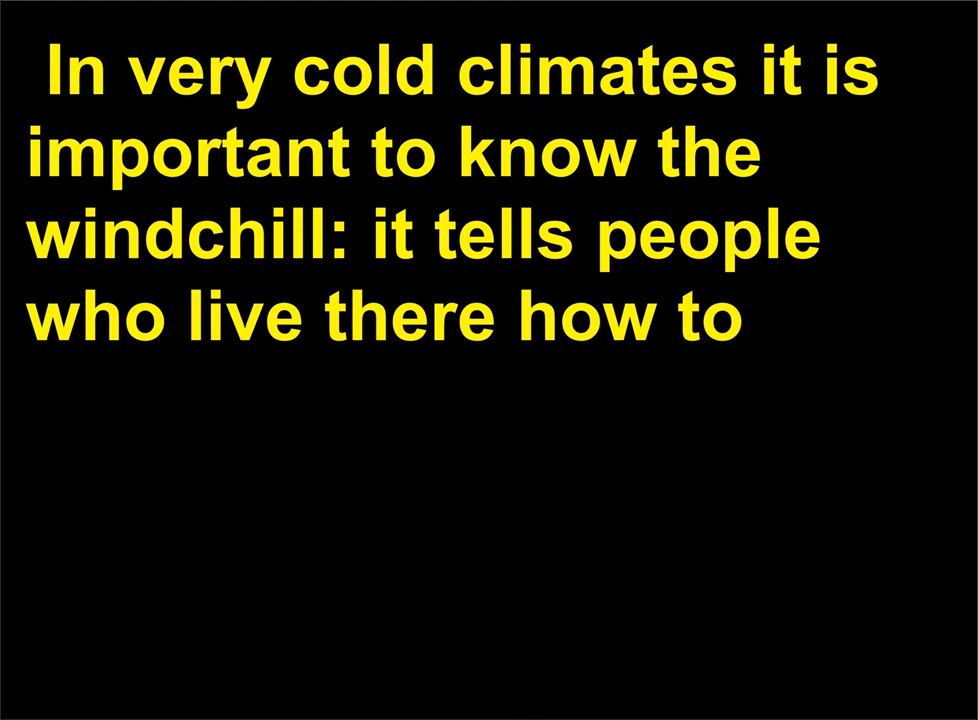 In very cold climates it is
important to know the
windchill: it tells people
who live there how to